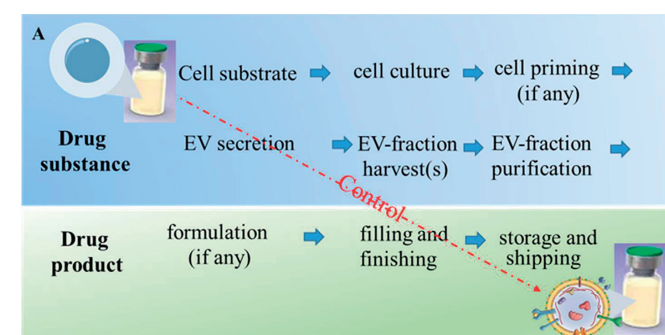 A
Cell substrate cell culture cell priming
(if any)
Drug
substance
EV secretion EV-fraction EV-fraction
harvest(s) purification
Control
Drug
product
formulation filling and storage and
(if any) finishing shipping